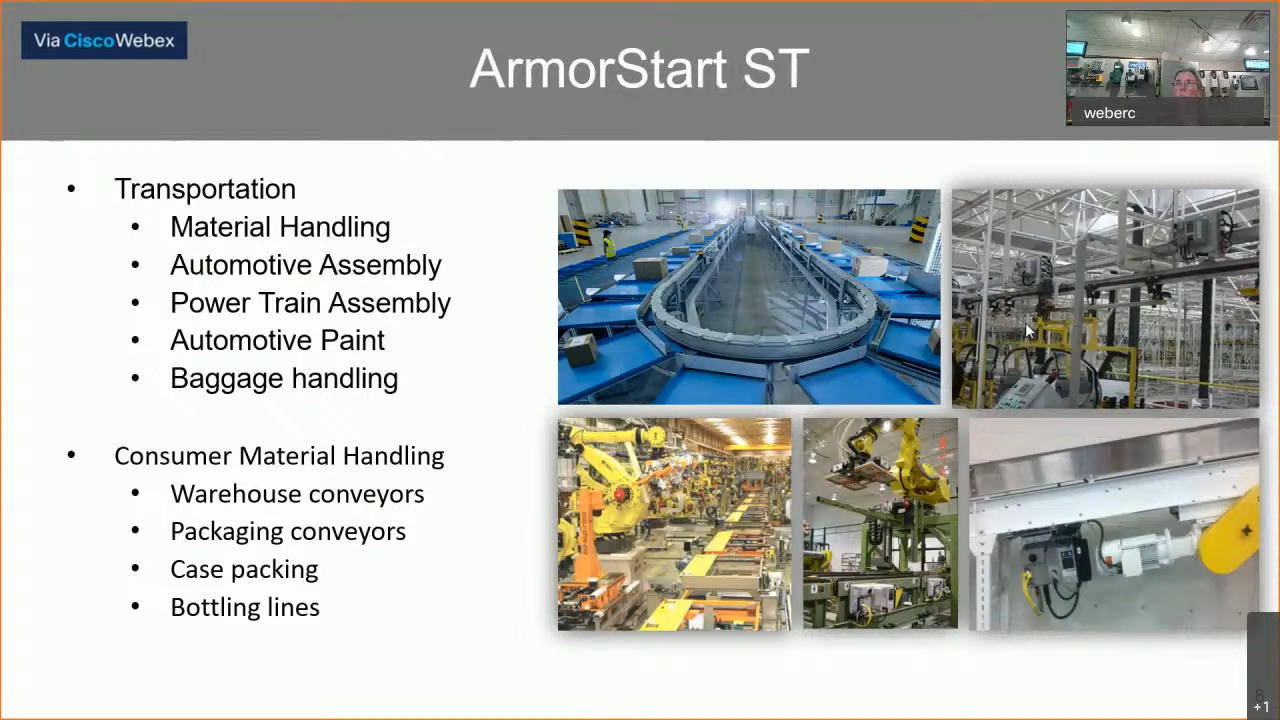 Via CiscoWebex
ArmorStart ST
weberc
• Transportation
• Material Handling
• Automotive Assembly
• Power Train Assembly
• Automotive Paint
• Baggage handling
• Consumer Material Handling
• Warehouse conveyors
• Packaging conveyors
• Case packing
• Bottling lines
8
+1